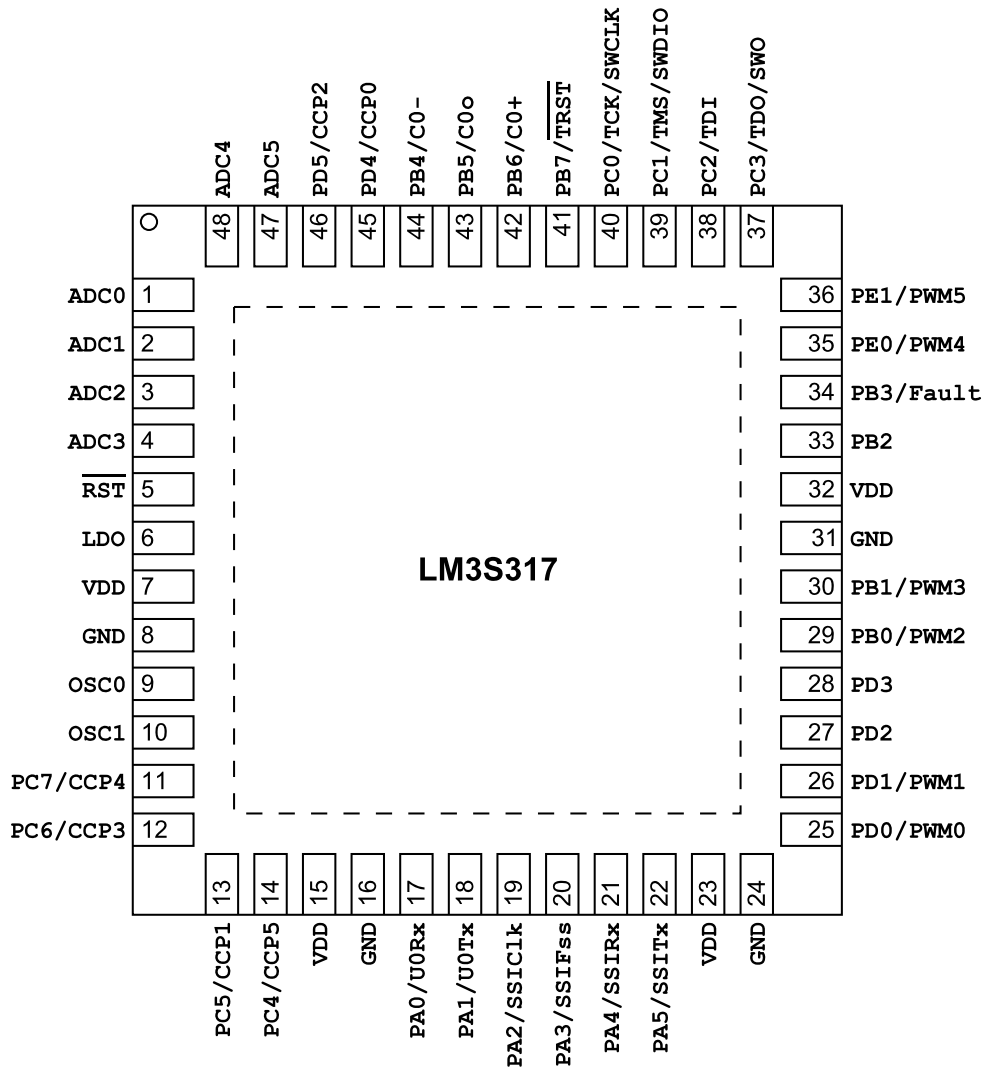 ADC4
ADC5
PD5/CCP2
PD4/CCP0
PB4/C0-
PB5/C0o
PB6/C0+
PB7/TRST
PC0/TCK/SWCLK
PC1/TMS/SWDIO
PC2/TDI
PC3/TDO/SWO
48 47 46 45 44 43 42 41 40 39 38 37
ADC0 1
36 PE1/PWM5
ADC1 2
35 PE0/PWM4
ADC2 3
34 PB3/Fault
ADC3 4
33 PB2
RST 5
32 VDD
LDO 6
31 GND
LM3S317
VDD 7
30 PB1/PWM3
GND 8
29 PB0/PWM2
OSC0 9
28 PD3
OSC1 10
27 PD2
PC7/CCP4 11
26 PD1/PWM1
PC6/CCP3 12
25 PD0/PWM0
13 14 15 16 17 18 19 20 21 22 23 24
PC5/CCP1
PC4/CCP5
VDD
GND
PA0/U0Rx
PA1/U0Tx
PA2/SSIClk
PA3/SSIFss
PA4/SSIRx
PA5/SSITx
VDD
GND